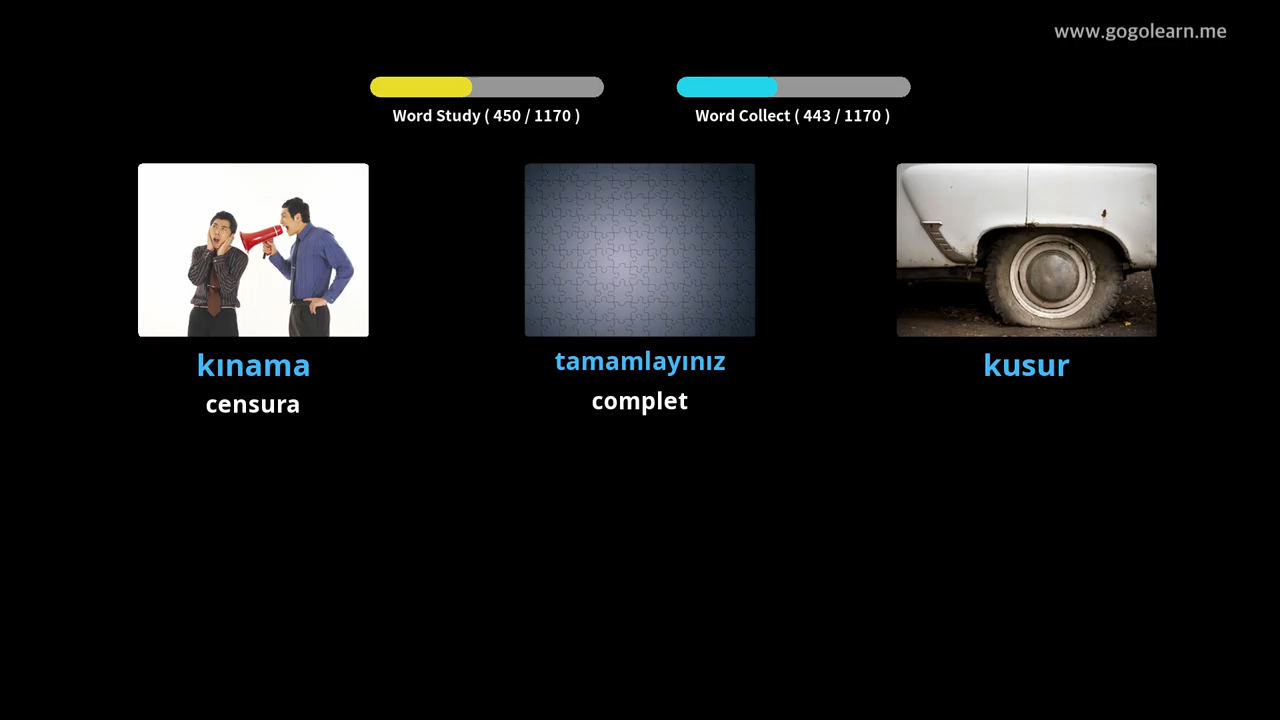 www.gogolearn.me
Word Study ( 450 / 1170 )
Word Collect ( 443 / 1170 )
kınama
censura
tamamlayınız
complet
kusur